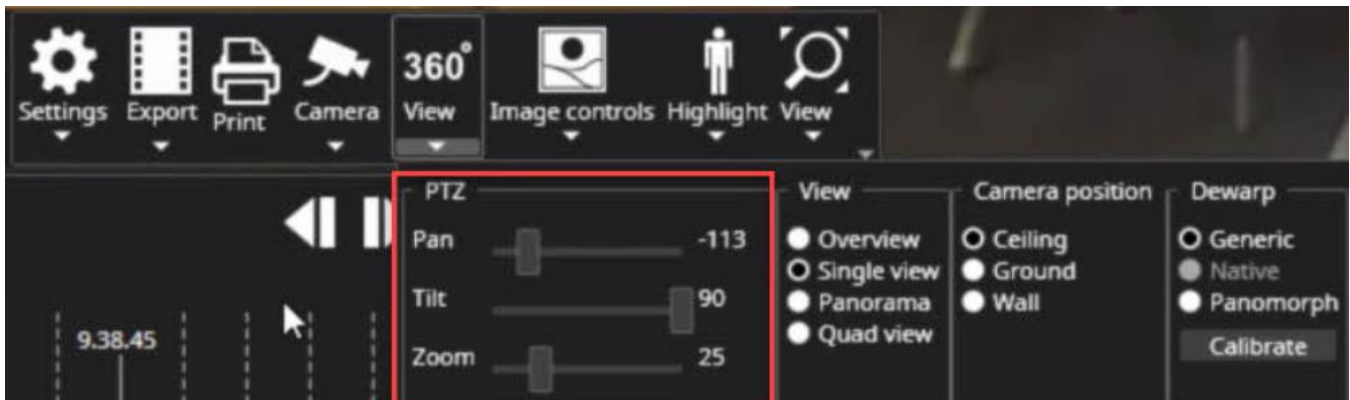 360°
Settings Export Print Camera View Image controls Highlight View
PTZ
Pan -113
Tilt 90
Zoom 25
View
Overview
Single view
Panorama
Quad view
Camera position
Ceiling
Ground
Wall
Dewarp
Generic
Native
Panomorph
Calibrate
9.38.45